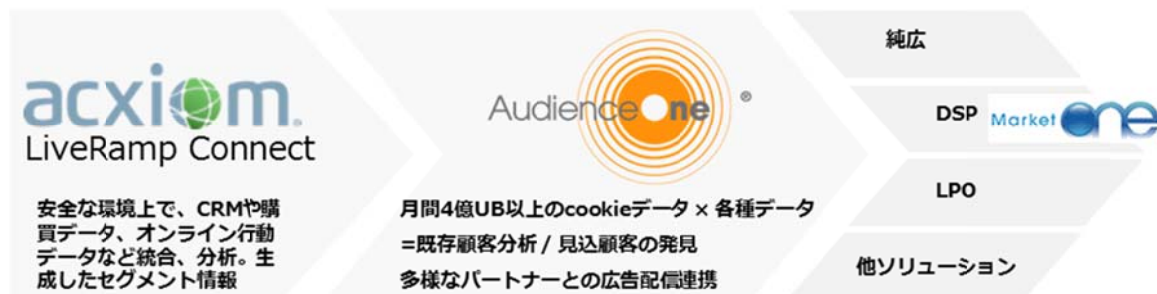 acxiom.
LiveRamp Connect
安全な環境上で、CRMや購
買データ、オンライン行動
データなど統合、分析。生
成したセグメント情報
AudienceOne ®
月間4億UB以上のcookieデータ × 各種データ
=既存顧客分析 / 見込顧客の発見
多様なパートナーとの広告配信連携
純広
DSP MarketOne
LPO
他ソリューション